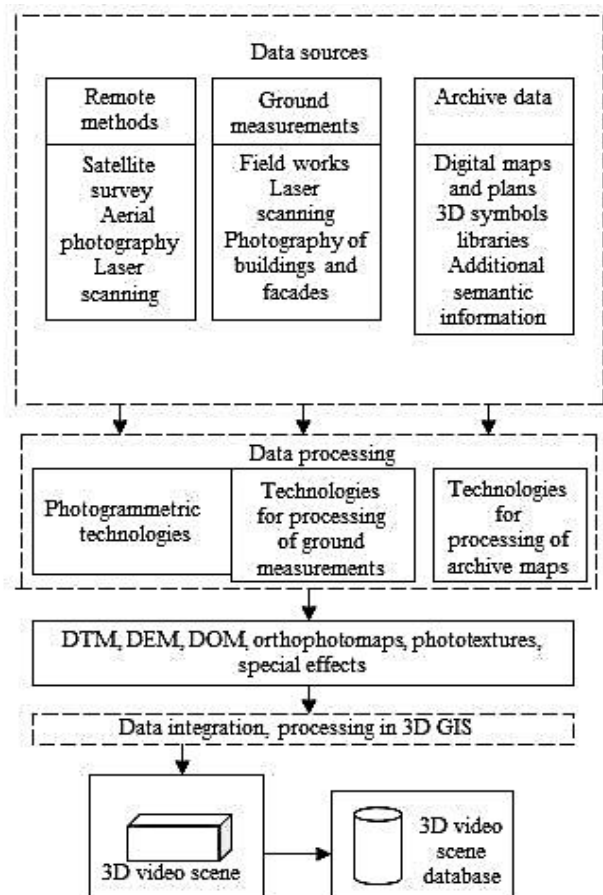 Data sources
Remote
methods
Satellite
survey
Aerial
photography
Laser
scanning
Ground
measurements
Field works
Laser
scanning
Photography of
buildings and
facades
Archive data
Digital maps
and plans
3D symbols
libraries
Additional
semantic
information
Data processing
Photogrammetric
technologies
Technologies
for processing
of ground
measurements
Technologies
for
processing of
archive maps
DTM, DEM, DOM, orthophotomaps, phototextures,
special effects
Data integration, processing in 3D GIS
3D video scene
3D video
scene
database